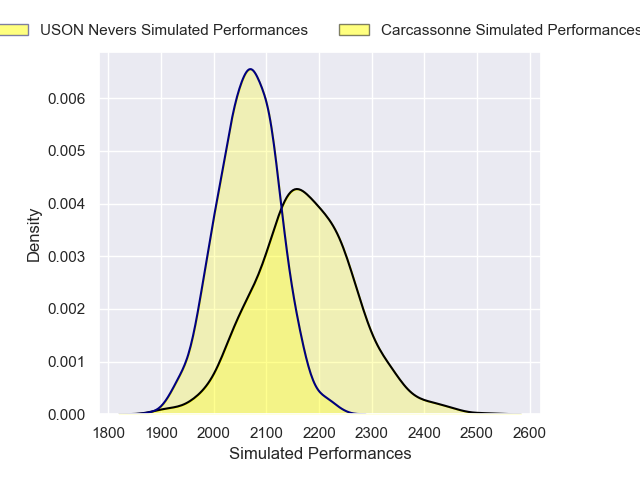 USON Nevers Simulated Performances
Carcassonne Simulated Performances
0.006
0.005
0.004
0.003
0.002
0.001
0.000
Density
1800 1900 2000 2100 2200 2300 2400 2500 2600
Simulated Performances